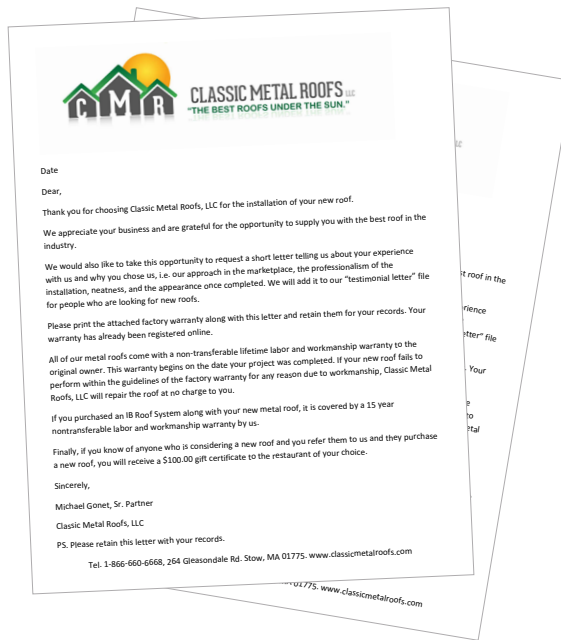 CMR
CLASSIC METAL ROOFS LLC
"THE BEST ROOFS UNDER THE SUN."
Date
Dear,
Thank you for choosing Classic Metal Roofs, LLC for the installation of your new roof.
We appreciate your business and are grateful for the opportunity to supply you with the best roof in the
industry.
We would also like to take this opportunity to request a short letter telling us about your experience
with us and why you chose us, i.e. our approach in the marketplace, the professionalism of the
installation, neatness, and the appearance once completed. We will add it to our "testimonial letter" file
for people who are looking for new roofs.
Please print the attached factory warranty along with this letter and retain them for your records. Your
warranty has already been registered online.
All of our metal roofs come with a non-transferable lifetime labor and workmanship warranty to the
original owner. This warranty begins on the date your project was completed. If your new roof fails to
perform within the guidelines of the factory warranty for any reason due to workmanship, Classic Metal
Roofs, LLC will repair the roof at no charge to you.
If you purchased an IB Roof System along with your new metal roof, it is covered by a 15 year
nontransferable labor and workmanship warranty by us.
Finally, if you know of anyone who is considering a new roof and you refer them to us and they purchase
a new roof, you will receive a $100.00 gift certificate to the restaurant of your choice.
Sincerely,
Michael Gonet, Sr. Partner
Classic Metal Roofs, LLC
PS. Please retain this letter with your records.
Tel. 1-866-660-6668, 264 Gleasondale Rd. Stow, MA 01775. www.classicmetalroofs.com
roof in the
letter" file
Your
01775. www.classicmetalroofs.com